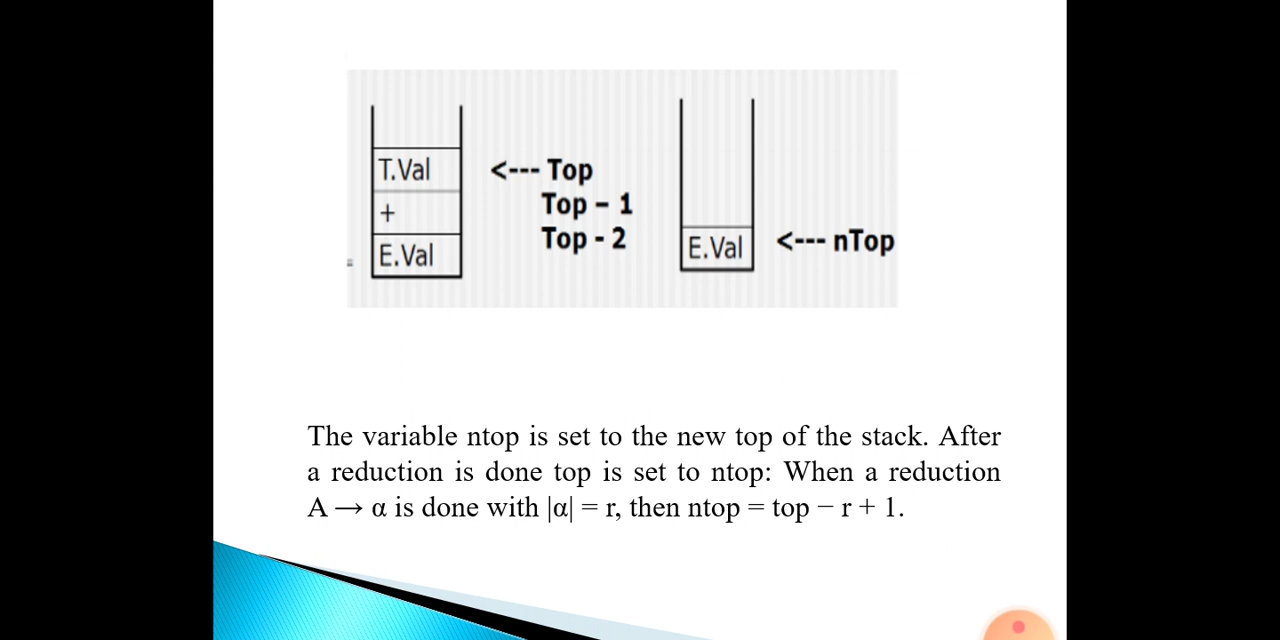 T.Val
<--- Top
+
Top – 1
E.Val
Top - 2
E.Val
<--- nTop
=
The variable ntop is set to the new top of the stack. After
a reduction is done top is set to ntop: When a reduction
A → α is done with |α| = r, then ntop = top − r + 1.